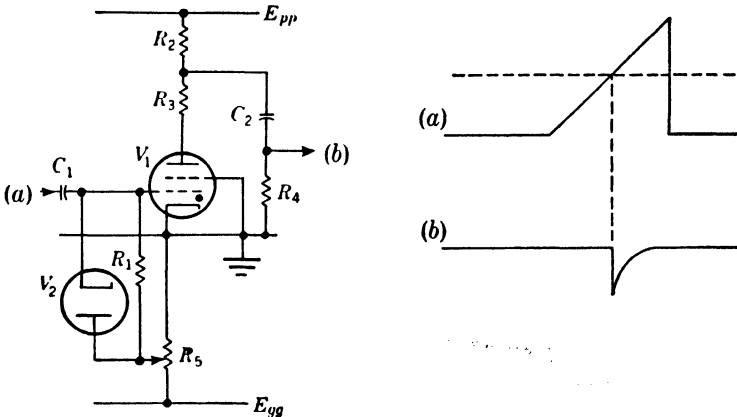 E_pp
R_2
R_3
C_2
V_1
(b)
C_1
(a)
R_4
R_1
V_2
R_5
E_gg
(a)
(b)